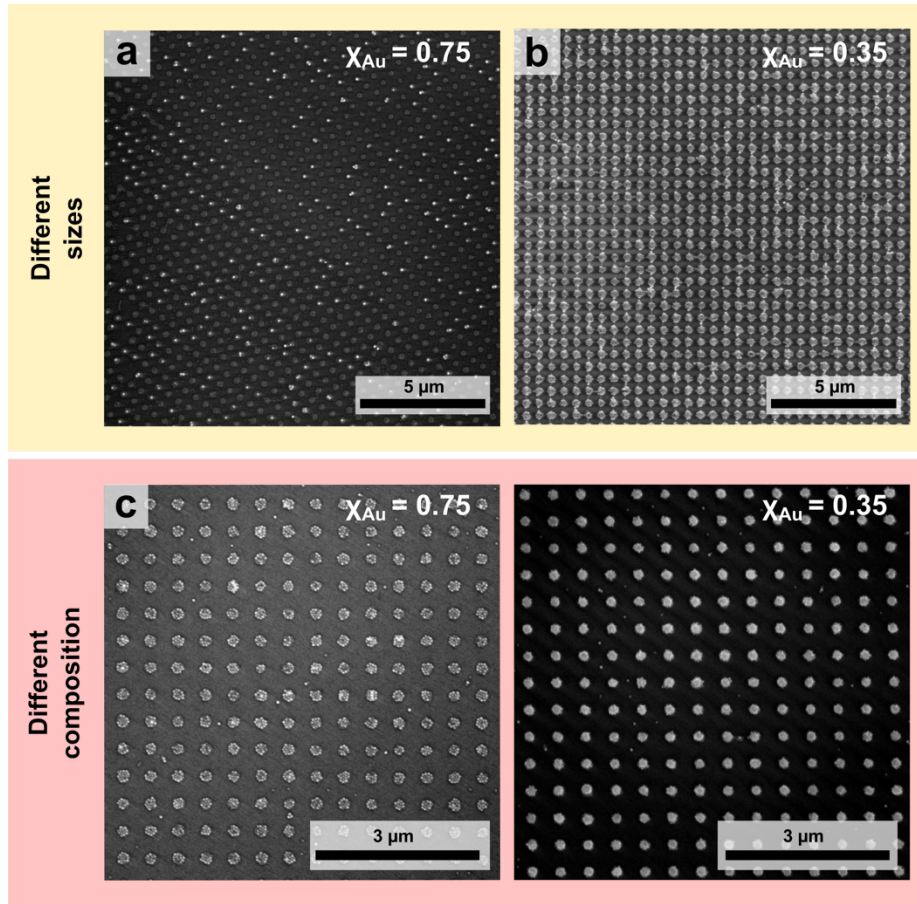 Different
sizes
a
χAu = 0.75
5 µm
b
χAu = 0.35
5 µm
Different
composition
c
χAu = 0.75
3 µm
χAu = 0.35
3 µm